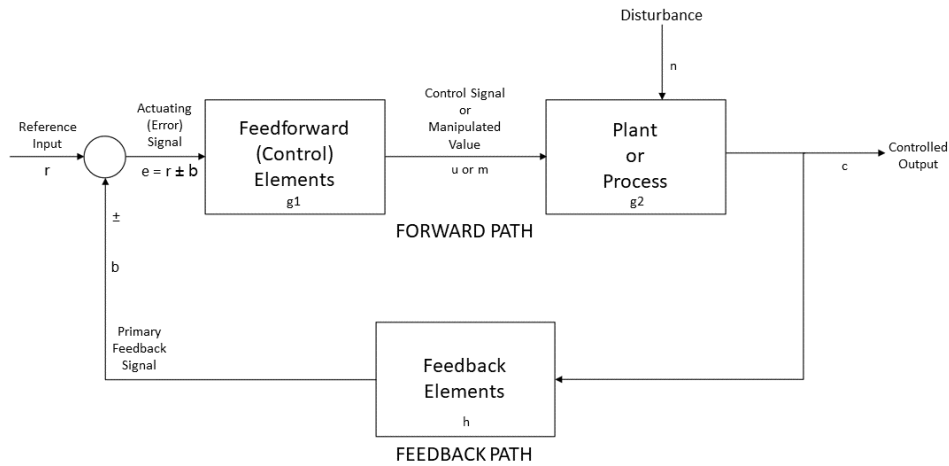 Disturbance
n
Reference
Input
r
Actuating
(Error)
Signal
e = r ± b
Feedforward
(Control)
Elements
g1
Control Signal
or
Manipulated
Value
u or m
Plant
or
Process
g2
Controlled
Output
c
FORWARD PATH
±
b
Primary
Feedback
Signal
Feedback
Elements
h
FEEDBACK PATH